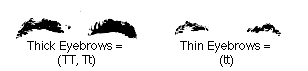 Thick Eyebrows =
(TT, Tt)
Thin Eyebrows =
(tt)